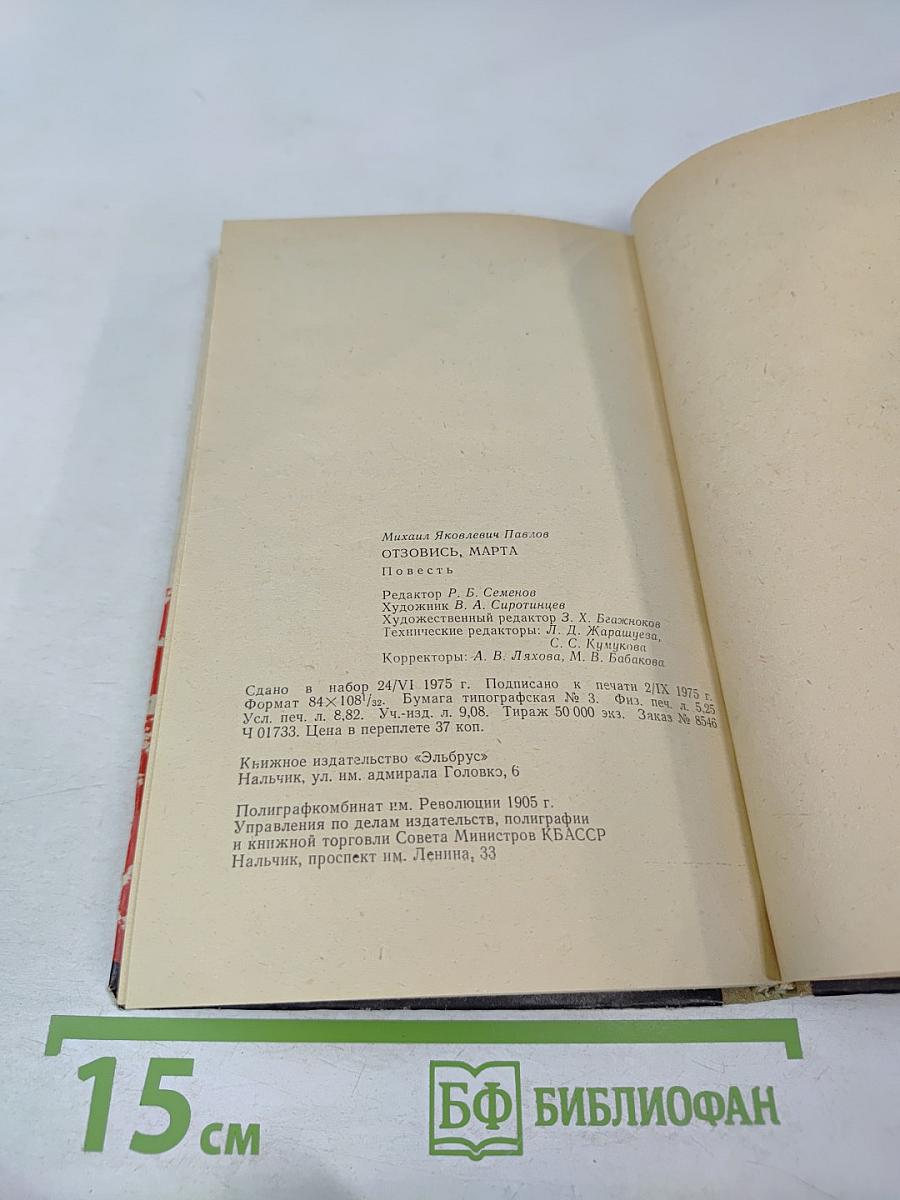 Михаил Яковлевич Павлов
ОТЗОВИСЬ, МАРТА
Повесть
Редактор Р. Б. Семенов
Художник В. А. Сиротинцев
Художественный редактор З. Х. Бгажноков
Технические редакторы: Л. Д. Жарашуева,
С. С. Кумукова
Корректоры: А. В. Ляхова, М. В. Бабакова
Сдано в набор 24/VI 1975 г. Подписано к печати 2/IX 1975 г.
Формат 84×108¹/₃₂. Бумага типографская № 3. Физ. печ. л. 5,25
Усл. печ. л. 8,82. Уч.-изд. л. 9,08. Тираж 50 000 экз. Заказ № 8546
Ч 01733. Цена в переплете 37 коп.
Книжное издательство «Эльбрус»
Нальчик, ул. им. адмирала Головко, 6
Полиграфкомбинат им. Революции 1905 г.
Управления по делам издательств, полиграфии
и книжной торговли Совета Министров КБАССР
Нальчик, проспект им. Ленина, 33
15 см
БФ БИБЛИОФАН